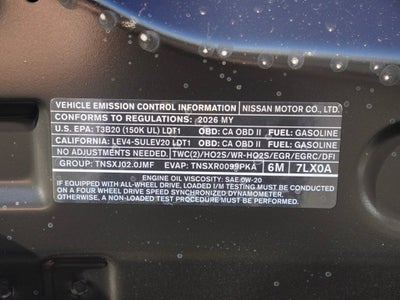 VEHICLE EMISSION CONTROL INFORMATION NISSAN MOTOR CO., LTD.
CONFORMS TO REGULATIONS: 2026 MY
U.S. EPA: T3B20 (150K UL) LDT1 OBD: CA OBD II FUEL: GASOLINE
CALIFORNIA: LEV4-SULEV20 LDT1 OBD: CA OBD II FUEL: GASOLINE
NO ADJUSTMENTS NEEDED. TWC(2)/HO2S/WR-HO2S/EGR/EGRC/DFI
GROUP: TNSXJ02.0JMF EVAP: TNSXR0099PKA 6M 7LX0A
ENGINE OIL VISCOSITY: SAE 0W-20
IF ALL WHEEL DRIVE, LOADED I/M TESTING MUST BE CONDUCTED ON
A FOUR WHEEL DRIVE SPEED SYNCHRONIZED DYNAMOMETER.
OTHERWISE, A NON-LOADED TEST PROCEDURE MUST BE PERFORMED.